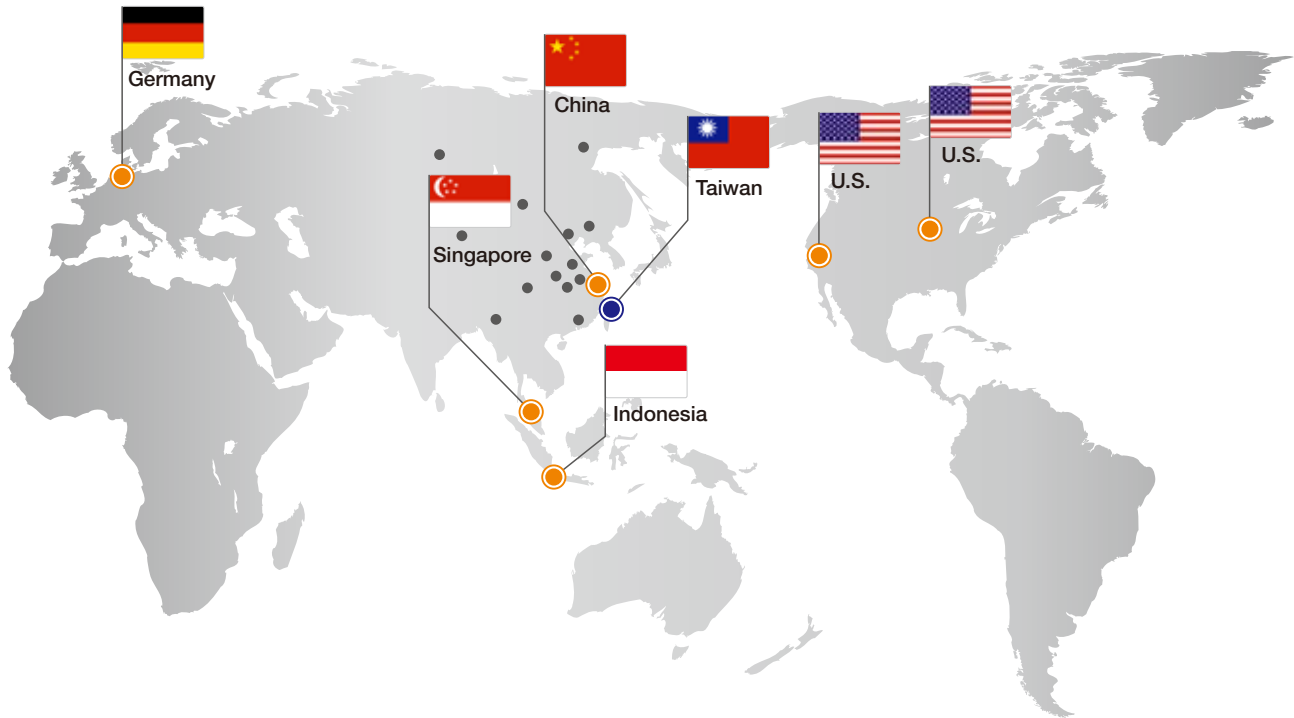 Germany
China
U.S.
U.S.
Taiwan
Singapore
Indonesia